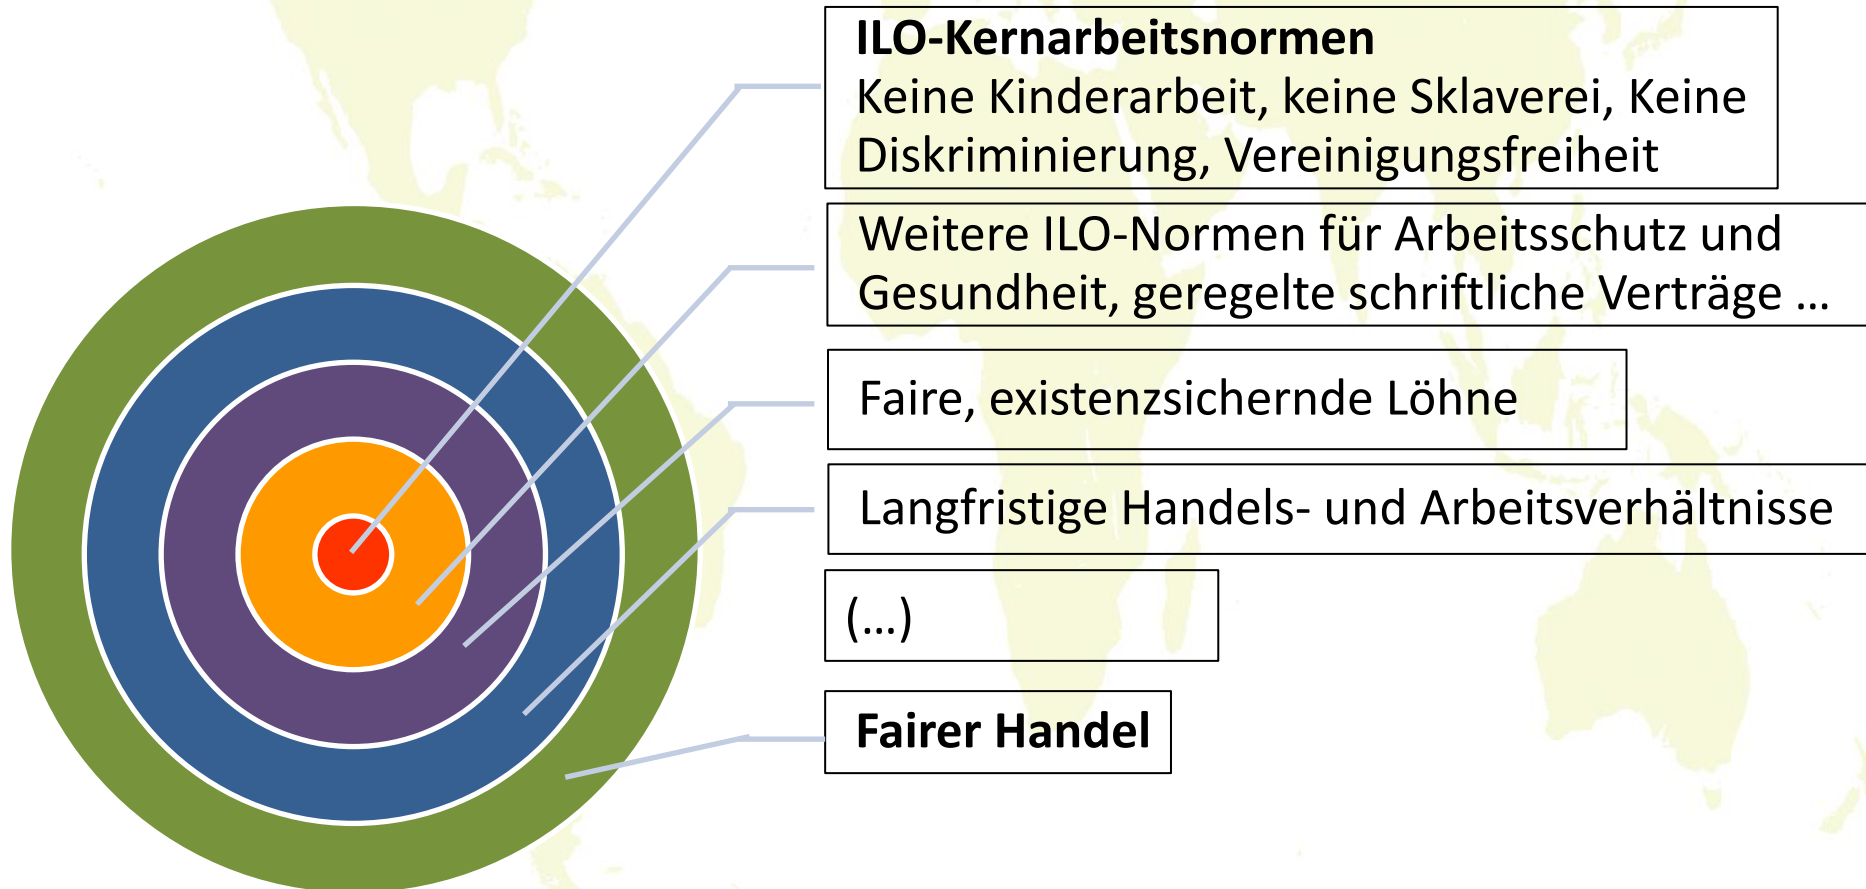 ILO-Kernarbeitsnormen
Keine Kinderarbeit, keine Sklaverei, Keine
Diskriminierung, Vereinigungsfreiheit
Weitere ILO-Normen für Arbeitsschutz und
Gesundheit, geregelte schriftliche Verträge …
Faire, existenzsichernde Löhne
Langfristige Handels- und Arbeitsverhältnisse
(…)
Fairer Handel